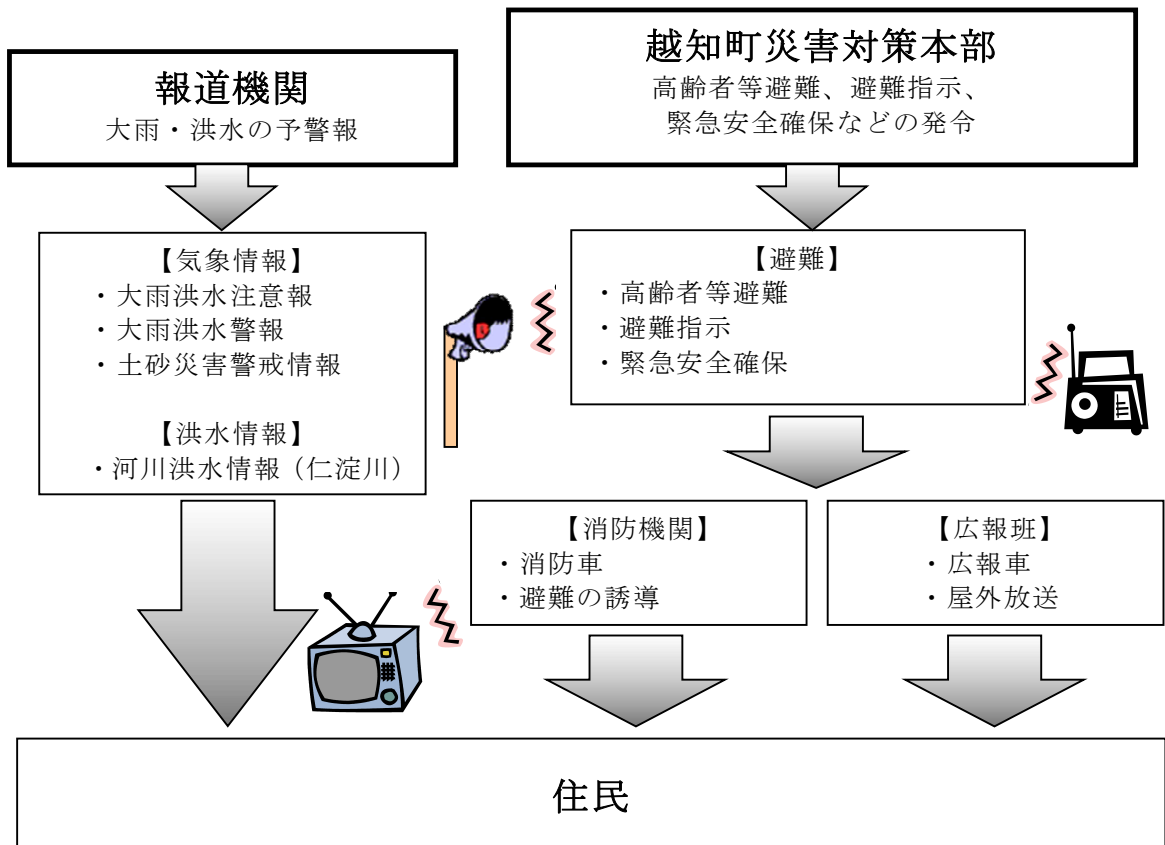 報道機関
大雨・洪水の予警報
越知町災害対策本部
高齢者等避難、避難指示、
緊急安全確保などの発令
【気象情報】
・大雨洪水注意報
・大雨洪水警報
・土砂災害警戒情報
【洪水情報】
・河川洪水情報（仁淀川）
【避難】
・高齢者等避難
・避難指示
・緊急安全確保
【消防機関】
・消防車
・避難の誘導
【広報班】
・広報車
・屋外放送
住民